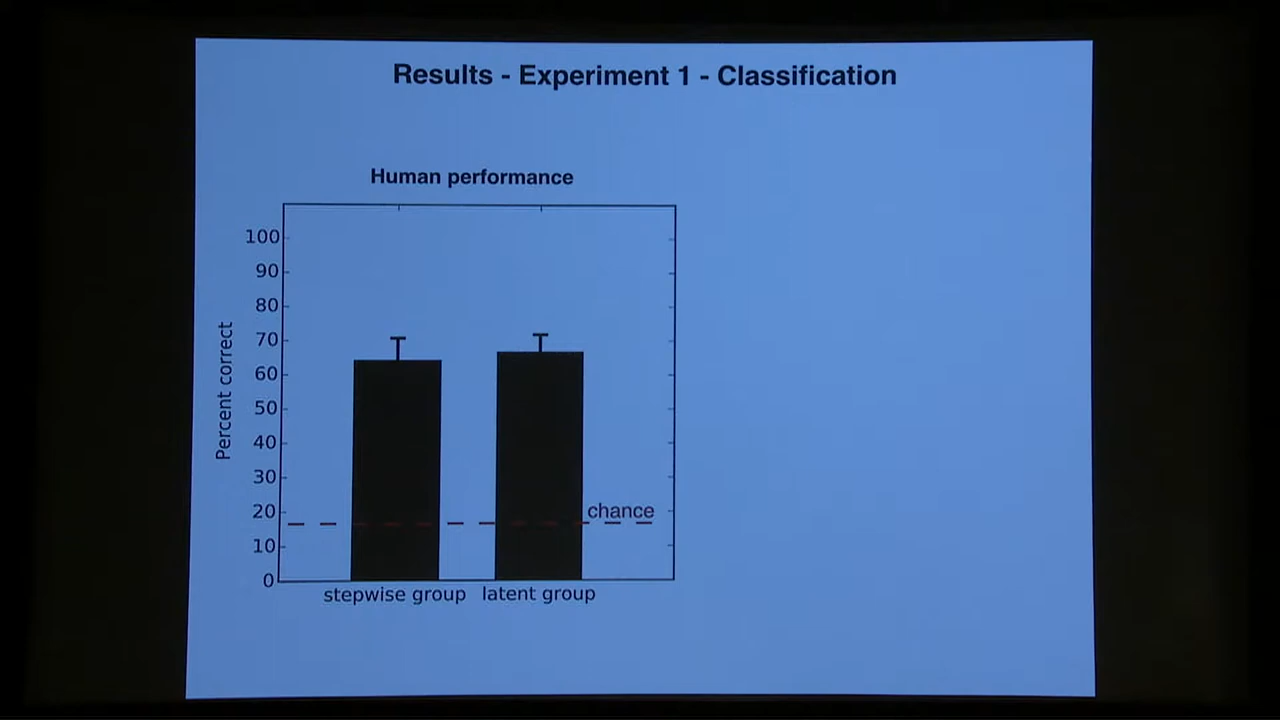 Results - Experiment 1 - Classification
Human performance
100
90
80
70
60
50
40
30
20
10
0
Percent correct
chance
stepwise group
latent group